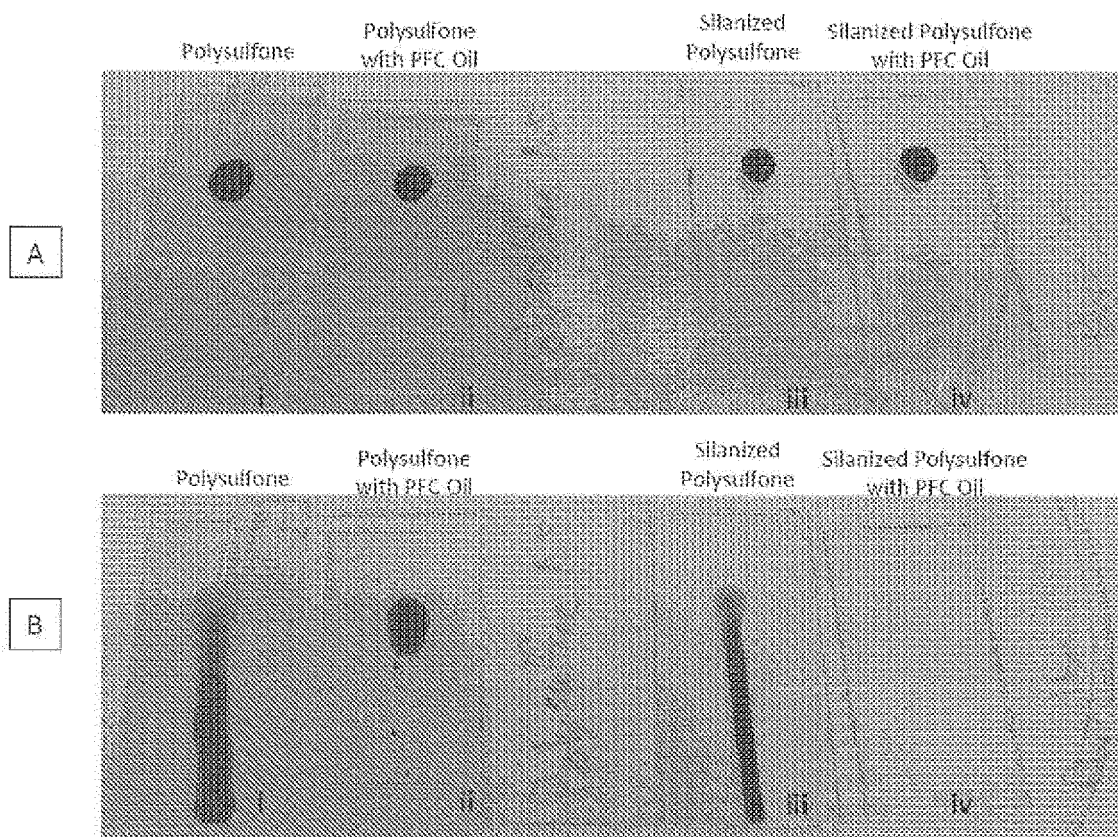 Polysulfone
Polysulfone
with PFC Oil
Silanized
Polysulfone
Silanized Polysulfone
with PFC Oil
A
i
ii
iii
iv
Polysulfone
Polysulfone
with PFC Oil
Silanized
Polysulfone
Silanized Polysulfone
with PFC Oil
B
i
ii
iii
iv